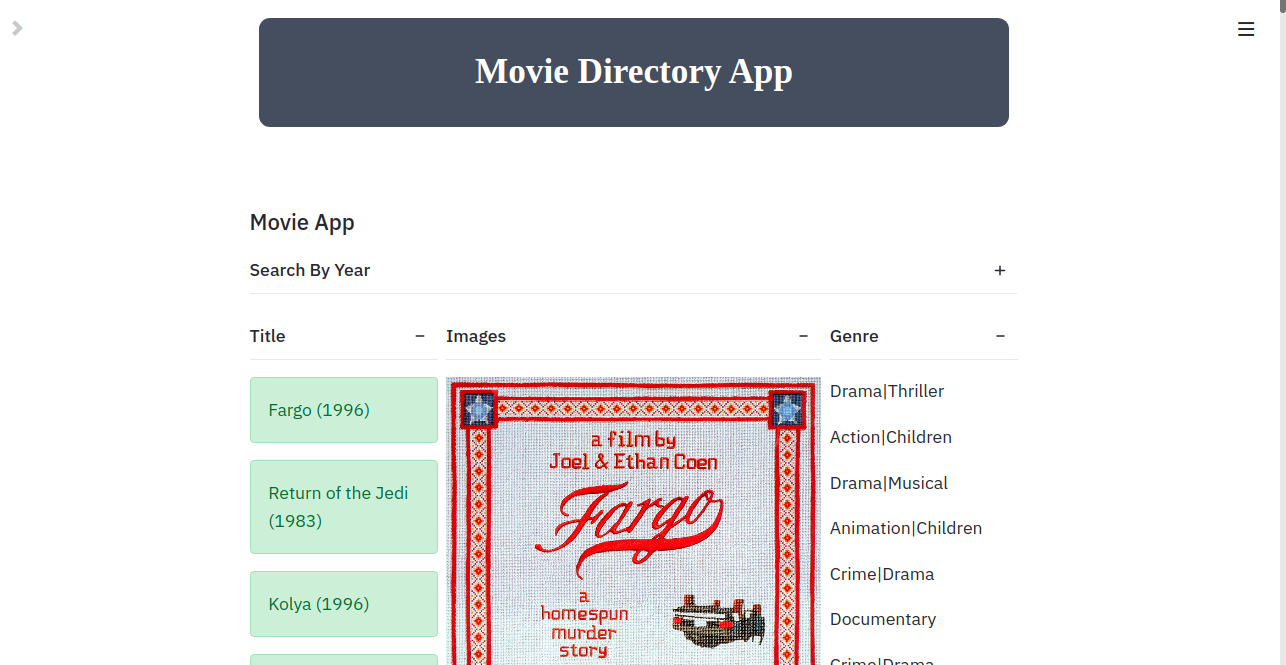 Movie Directory App
Movie App
Search By Year
Title
Images
Genre
Fargo (1996)
Return of the Jedi
(1983)
Kolya (1996)
a film by
Joel & Ethan Coen
Fargo
a
homespun
murder
story
Drama|Thriller
Action|Children
Drama|Musical
Animation|Children
Crime|Drama
Documentary
Crime|Drama